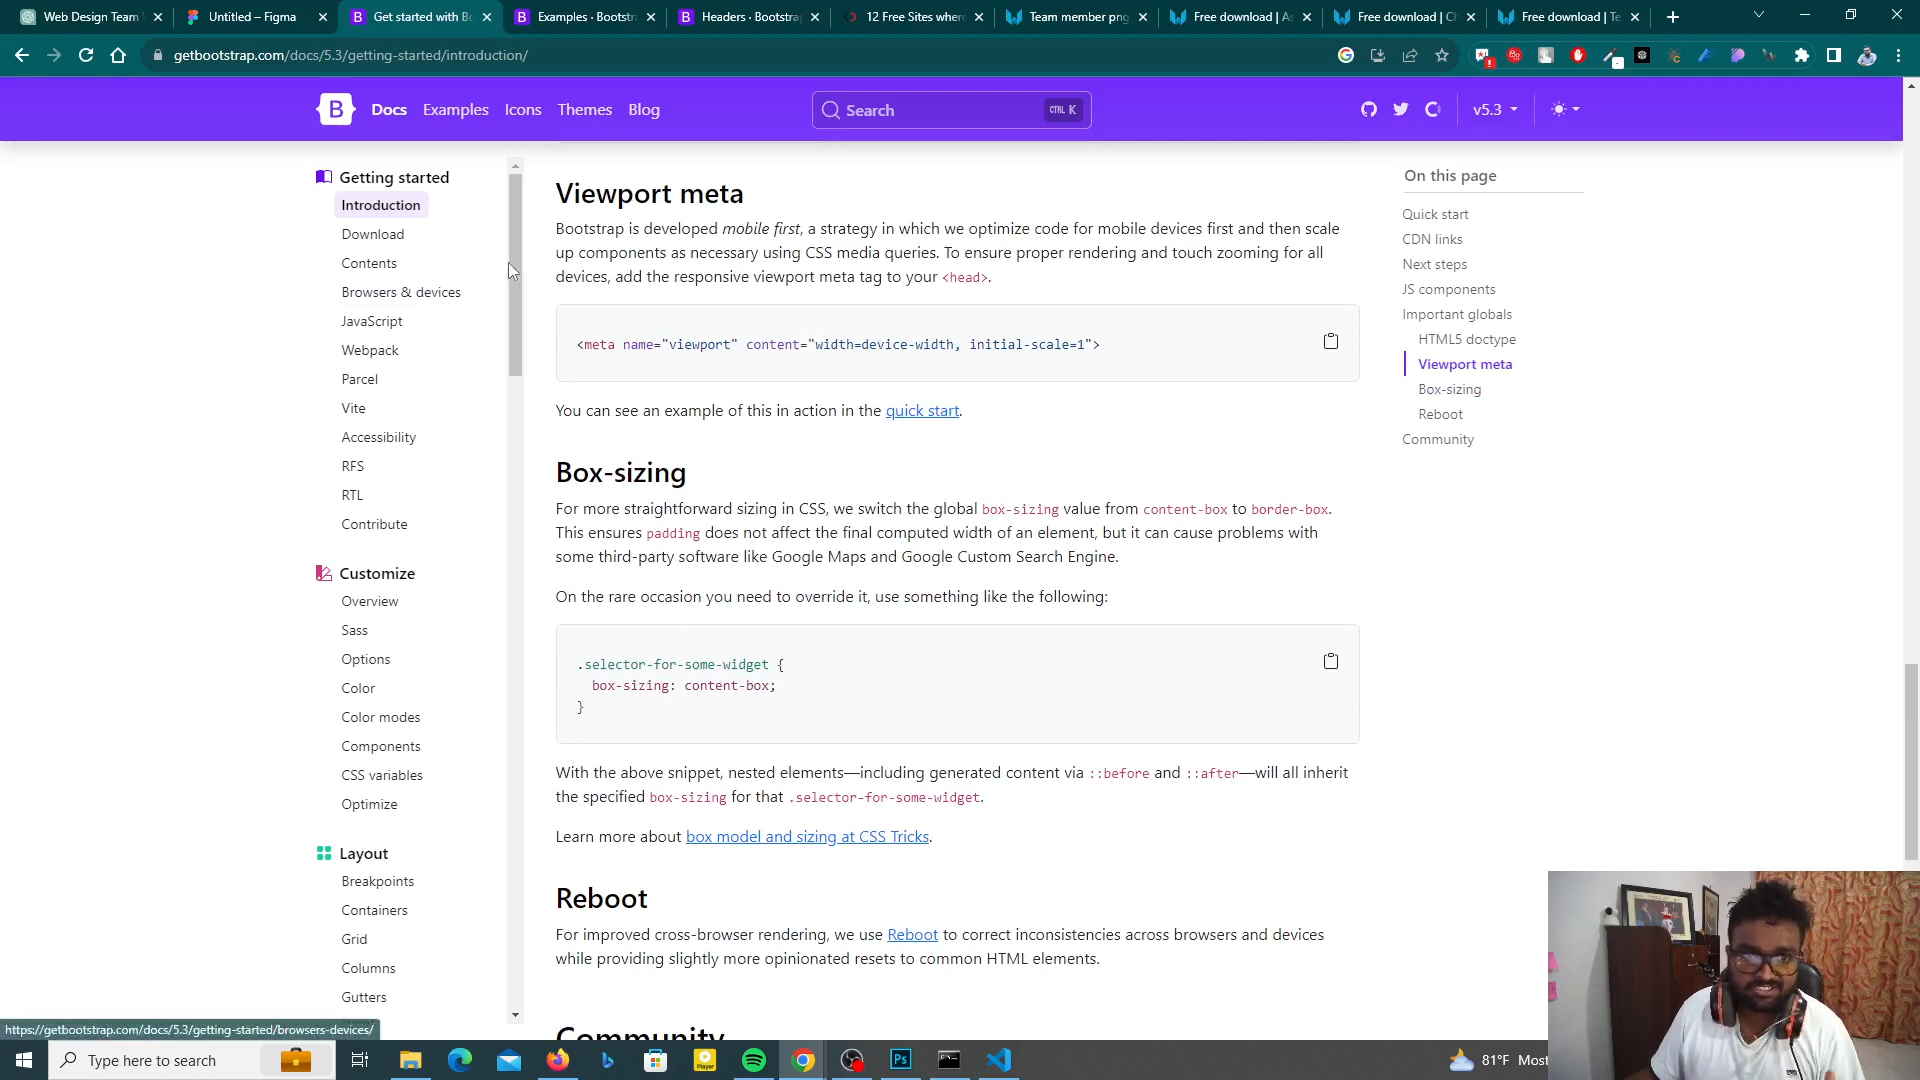 Web Design Team
Untitled – Figma
Get started with Bo
Examples · Bootstr
Headers · Bootstrap
12 Free Sites where
Team member png
Free download | As
Free download | Ch
Free download | Te
getbootstrap.com/docs/5.3/getting-started/introduction/
B
Docs
Examples
Icons
Themes
Blog
Search
CTRL K
v5.3
Getting started
Introduction
Download
Contents
Browsers & devices
JavaScript
Webpack
Parcel
Vite
Accessibility
RFS
RTL
Contribute
Customize
Overview
Sass
Options
Color
Color modes
Components
CSS variables
Optimize
Layout
Breakpoints
Containers
Grid
Columns
Gutters
Viewport meta
Bootstrap is developed mobile first, a strategy in which we optimize code for mobile devices first and then scale
up components as necessary using CSS media queries. To ensure proper rendering and touch zooming for all
devices, add the responsive viewport meta tag to your <head>.
<meta name="viewport" content="width=device-width, initial-scale=1">
You can see an example of this in action in the quick start.
Box-sizing
For more straightforward sizing in CSS, we switch the global box-sizing value from content-box to border-box.
This ensures padding does not affect the final computed width of an element, but it can cause problems with
some third-party software like Google Maps and Google Custom Search Engine.
On the rare occasion you need to override it, use something like the following:
.selector-for-some-widget {
box-sizing: content-box;
}
With the above snippet, nested elements—including generated content via ::before and ::after—will all inherit
the specified box-sizing for that .selector-for-some-widget.
Learn more about box model and sizing at CSS Tricks.
Reboot
For improved cross-browser rendering, we use Reboot to correct inconsistencies across browsers and devices
while providing slightly more opinionated resets to common HTML elements.
Community
On this page
Quick start
CDN links
Next steps
JS components
Important globals
HTML5 doctype
Viewport meta
Box-sizing
Reboot
Community
https://getbootstrap.com/docs/5.3/getting-started/browsers-devices/
Type here to search
Player
Ps
81°F Most